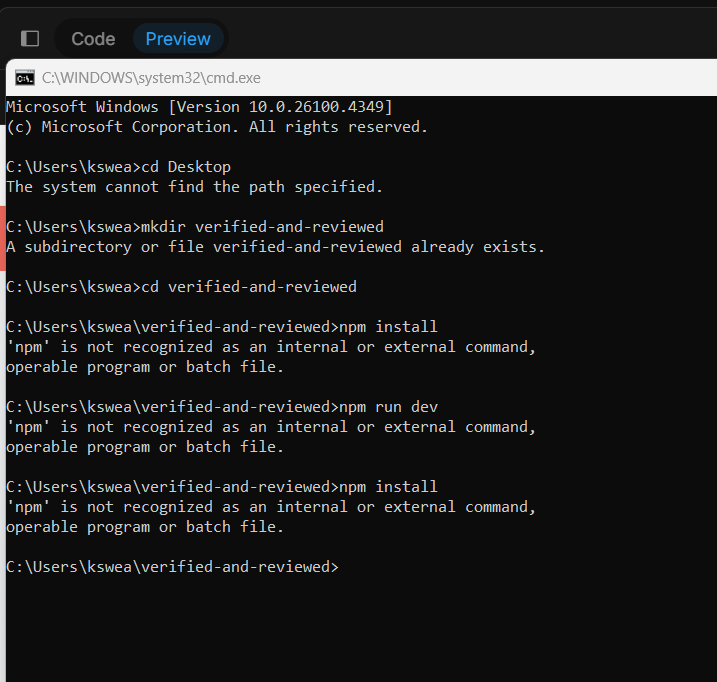 Code Preview
C:\WINDOWS\system32\cmd.exe
Microsoft Windows [Version 10.0.26100.4349]
(c) Microsoft Corporation. All rights reserved.
C:\Users\kswea>cd Desktop
The system cannot find the path specified.
C:\Users\kswea>mkdir verified-and-reviewed
A subdirectory or file verified-and-reviewed already exists.
C:\Users\kswea>cd verified-and-reviewed
C:\Users\kswea\verified-and-reviewed>npm install
'npm' is not recognized as an internal or external command,
operable program or batch file.
C:\Users\kswea\verified-and-reviewed>npm run dev
'npm' is not recognized as an internal or external command,
operable program or batch file.
C:\Users\kswea\verified-and-reviewed>npm install
'npm' is not recognized as an internal or external command,
operable program or batch file.
C:\Users\kswea\verified-and-reviewed>